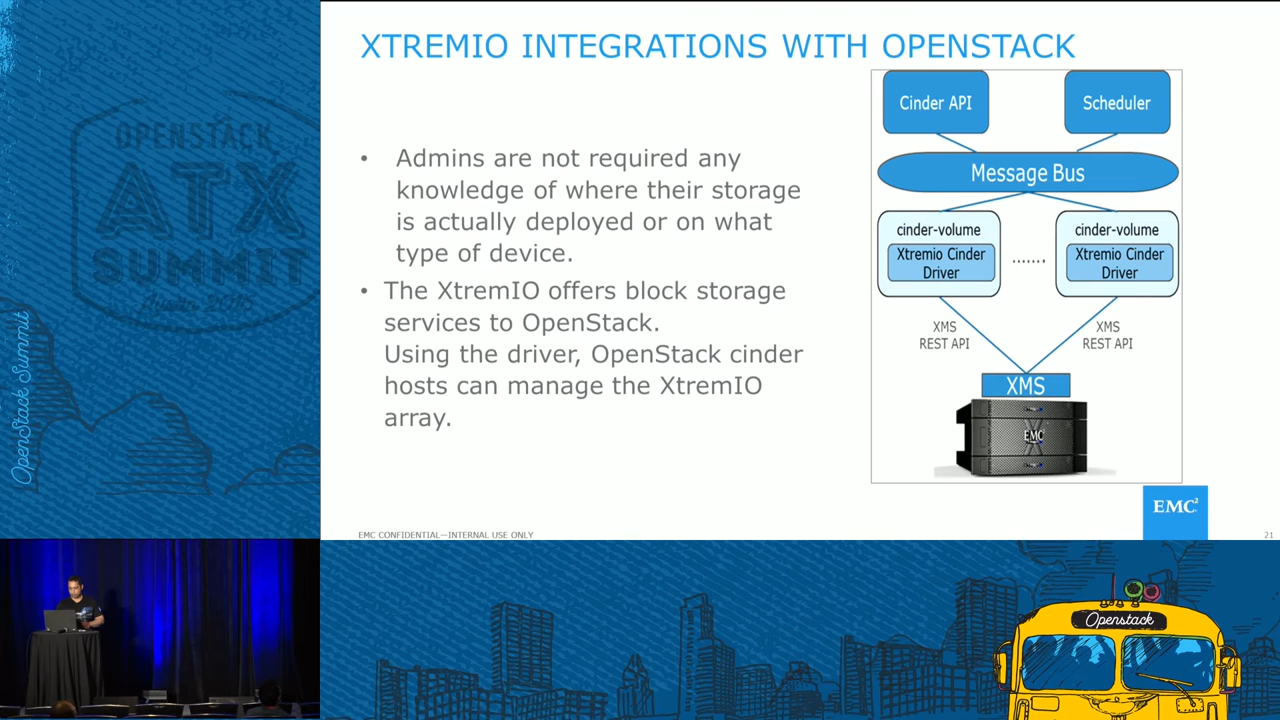 XTREMIO INTEGRATIONS WITH OPENSTACK
• Admins are not required any
knowledge of where their storage
is actually deployed or on what
type of device.
• The XtremIO offers block storage
services to OpenStack.
Using the driver, OpenStack cinder
hosts can manage the XtremIO
array.
Cinder API
Scheduler
Message Bus
cinder-volume
Xtremio Cinder
Driver
.......
cinder-volume
Xtremio Cinder
Driver
XMS
REST API
XMS
REST API
XMS
EMC²
EMC²
EMC CONFIDENTIAL—INTERNAL USE ONLY
21
OPENSTACK
ATX
SUMMIT
OpenStack Summit
Openstack